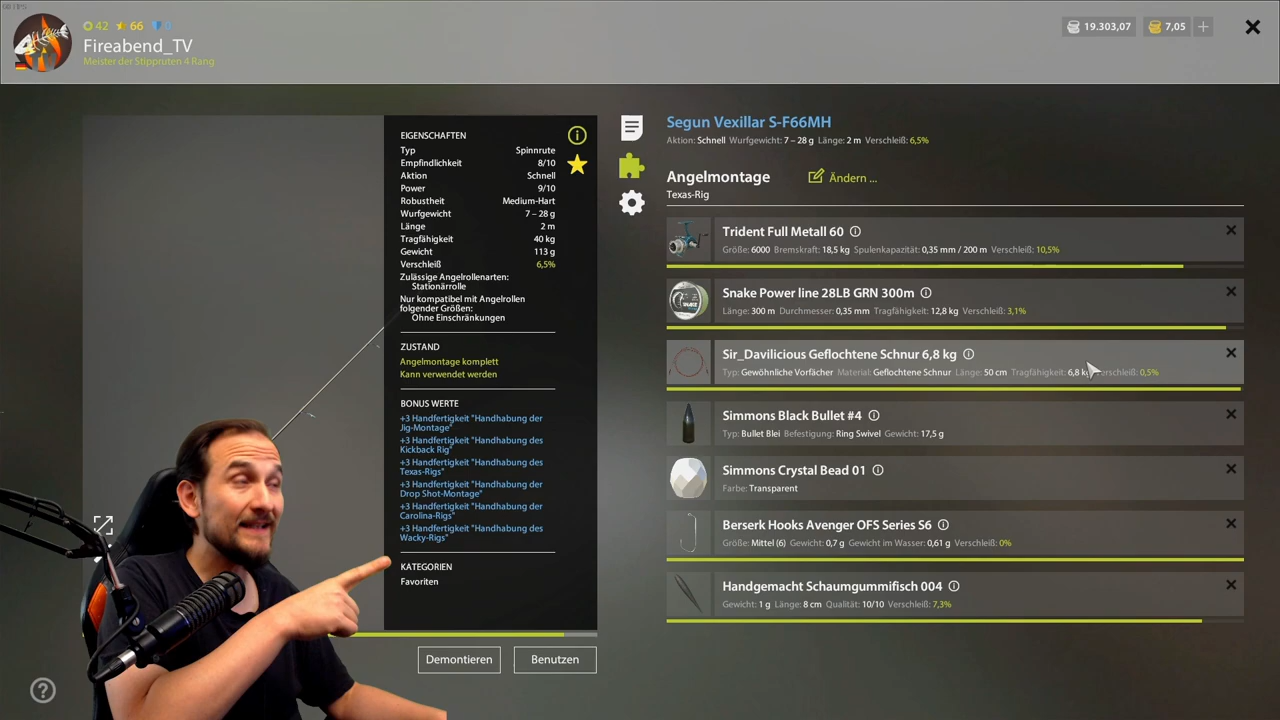 42 66
Fireabend_TV
Meister der Stippruten 4 Rang
19.303,07
7,05
EIGENSCHAFTEN
Typ Spinnrute
Empfindlichkeit 8/10
Aktion Schnell
Power 9/10
Robustheit Medium-Hart
Wurfgewicht 7 – 28 g
Länge 2 m
Tragfähigkeit 40 kg
Gewicht 113 g
Verschleiß 6,5%
Zulässige Angelrollenarten:
Stationärrolle
Nur kompatibel mit Angelrollen
folgender Größen:
Ohne Einschränkungen
ZUSTAND
Angelmontage komplett
Kann verwendet werden
BONUS WERTE
+3 Handfertigkeit "Handhabung der
Jig-Montage"
+3 Handfertigkeit "Handhabung des
Kickback Rig"
+3 Handfertigkeit "Handhabung des
Texas-Rigs"
+3 Handfertigkeit "Handhabung der
Drop Shot-Montage"
+3 Handfertigkeit "Handhabung der
Carolina-Rigs"
+3 Handfertigkeit "Handhabung des
Wacky-Rigs"
KATEGORIEN
Favoriten
Demontieren
Benutzen
Segun Vexillar S-F66MH
Aktion: Schnell Wurfgewicht: 7 – 28 g Länge: 2 m Verschleiß: 6,5%
Angelmontage
Ändern ...
Texas-Rig
Trident Full Metall 60
Größe: 6000 Bremskraft: 18,5 kg Spulenkapazität: 0,35 mm / 200 m Verschleiß: 10,5%
Snake Power line 28LB GRN 300m
Länge: 300 m Durchmesser: 0,35 mm Tragfähigkeit: 12,8 kg Verschleiß: 3,1%
Sir_Davilicious Geflochtene Schnur 6,8 kg
Typ: Gewöhnliche Vorfächer Material: Geflochtene Schnur Länge: 50 cm Tragfähigkeit: 6,8 kg erschleiß: 0,5%
Simmons Black Bullet #4
Typ: Bullet Blei Befestigung: Ring Swivel Gewicht: 17,5 g
Simmons Crystal Bead 01
Farbe: Transparent
Berserk Hooks Avenger OFS Series S6
Größe: Mittel (6) Gewicht: 0,7 g Gewicht im Wasser: 0,61 g Verschleiß: 0%
Handgemacht Schaumgummifisch 004
Gewicht: 1 g Länge: 8 cm Qualität: 10/10 Verschleiß: 7,3%